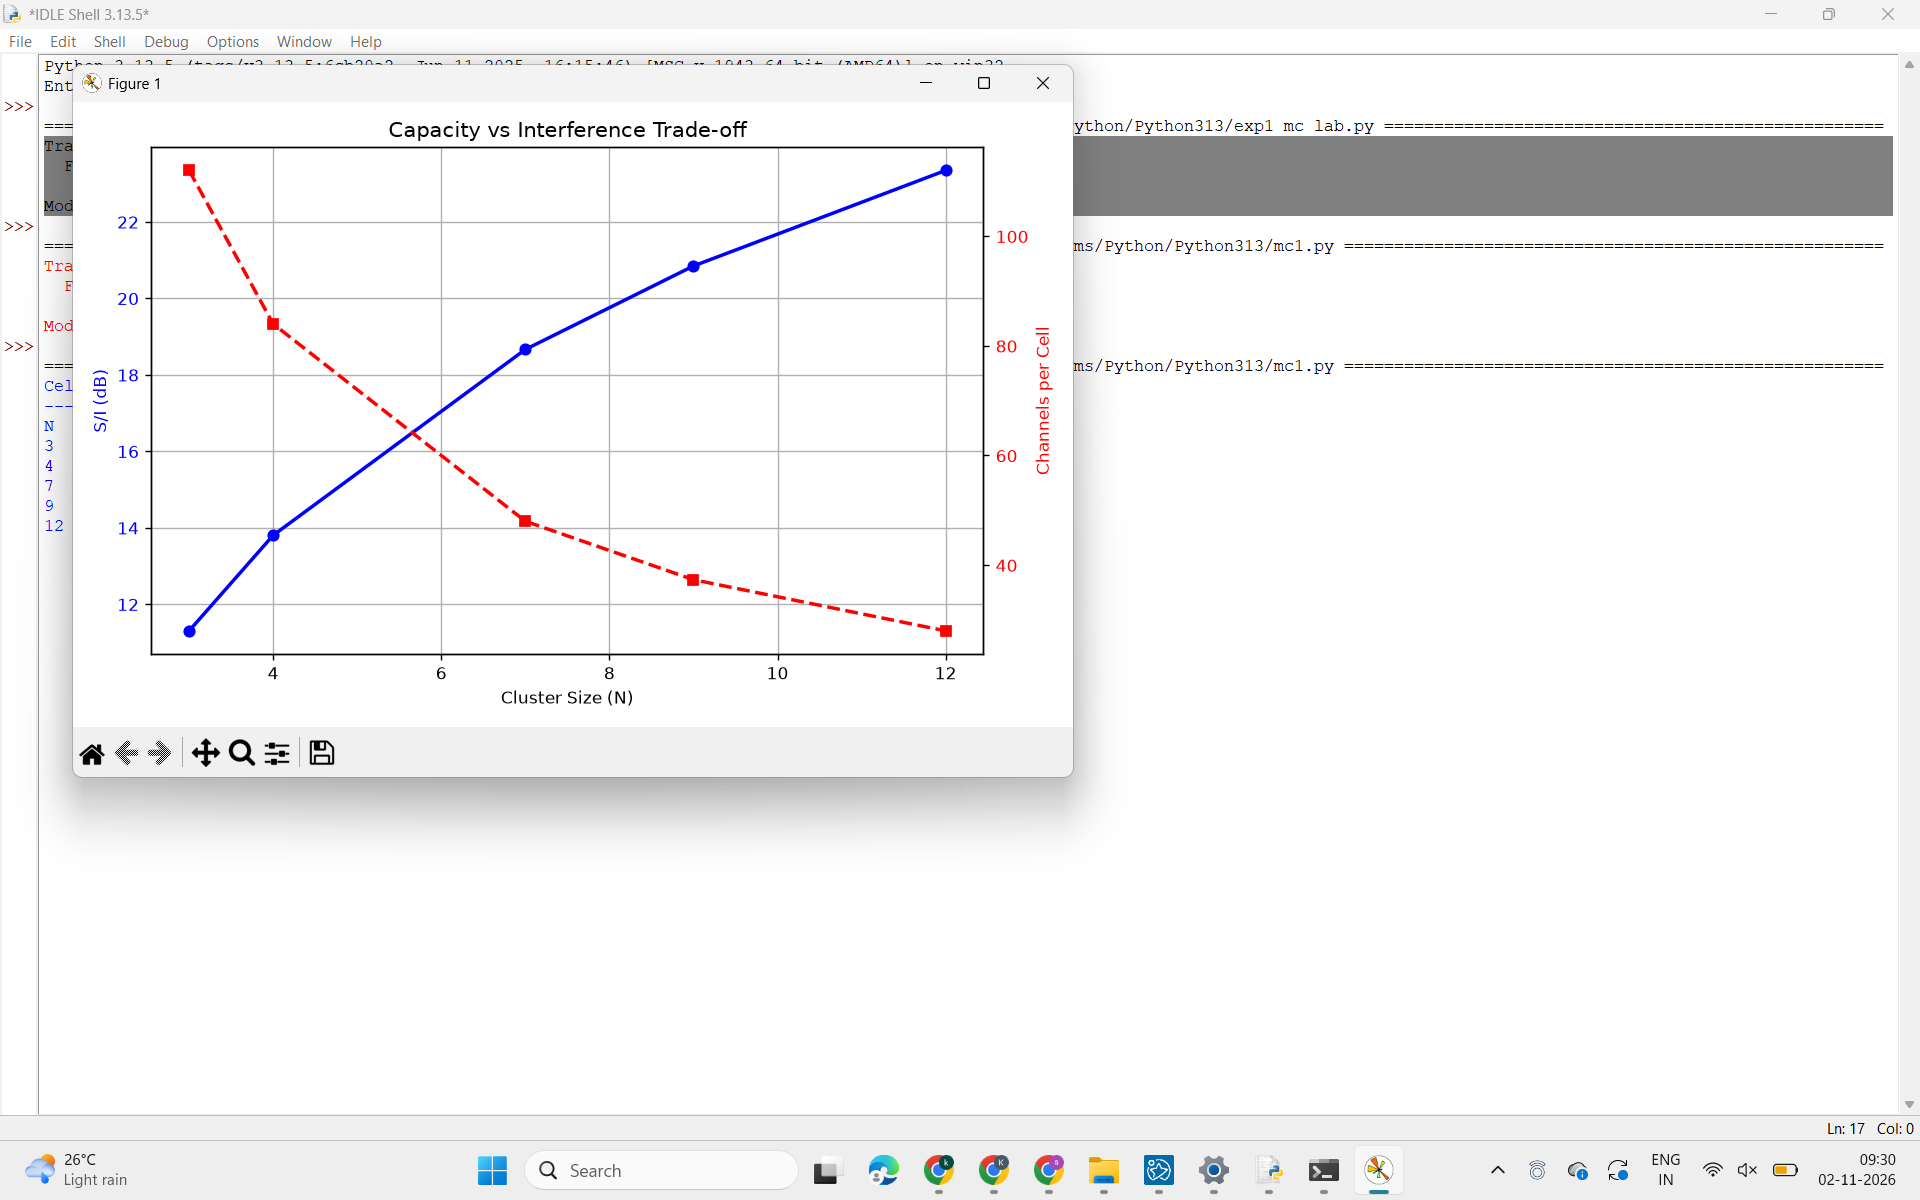 *IDLE Shell 3.13.5*
File Edit Shell Debug Options Window Help
Figure 1
>>>
ython/Python313/exp1 mc lab.py ==================================================
>>>
ms/Python/Python313/mc1.py ======================================================
>>>
ms/Python/Python313/mc1.py ======================================================
N
3
4
7
9
12
Capacity vs Interference Trade-off
S/I (dB)
22
20
18
16
14
12
100
80
60
40
Channels per Cell
4 6 8 10 12
Cluster Size (N)
Ln: 17 Col: 0
26°C
Light rain
Search
ENG
IN
09:30
02-11-2026